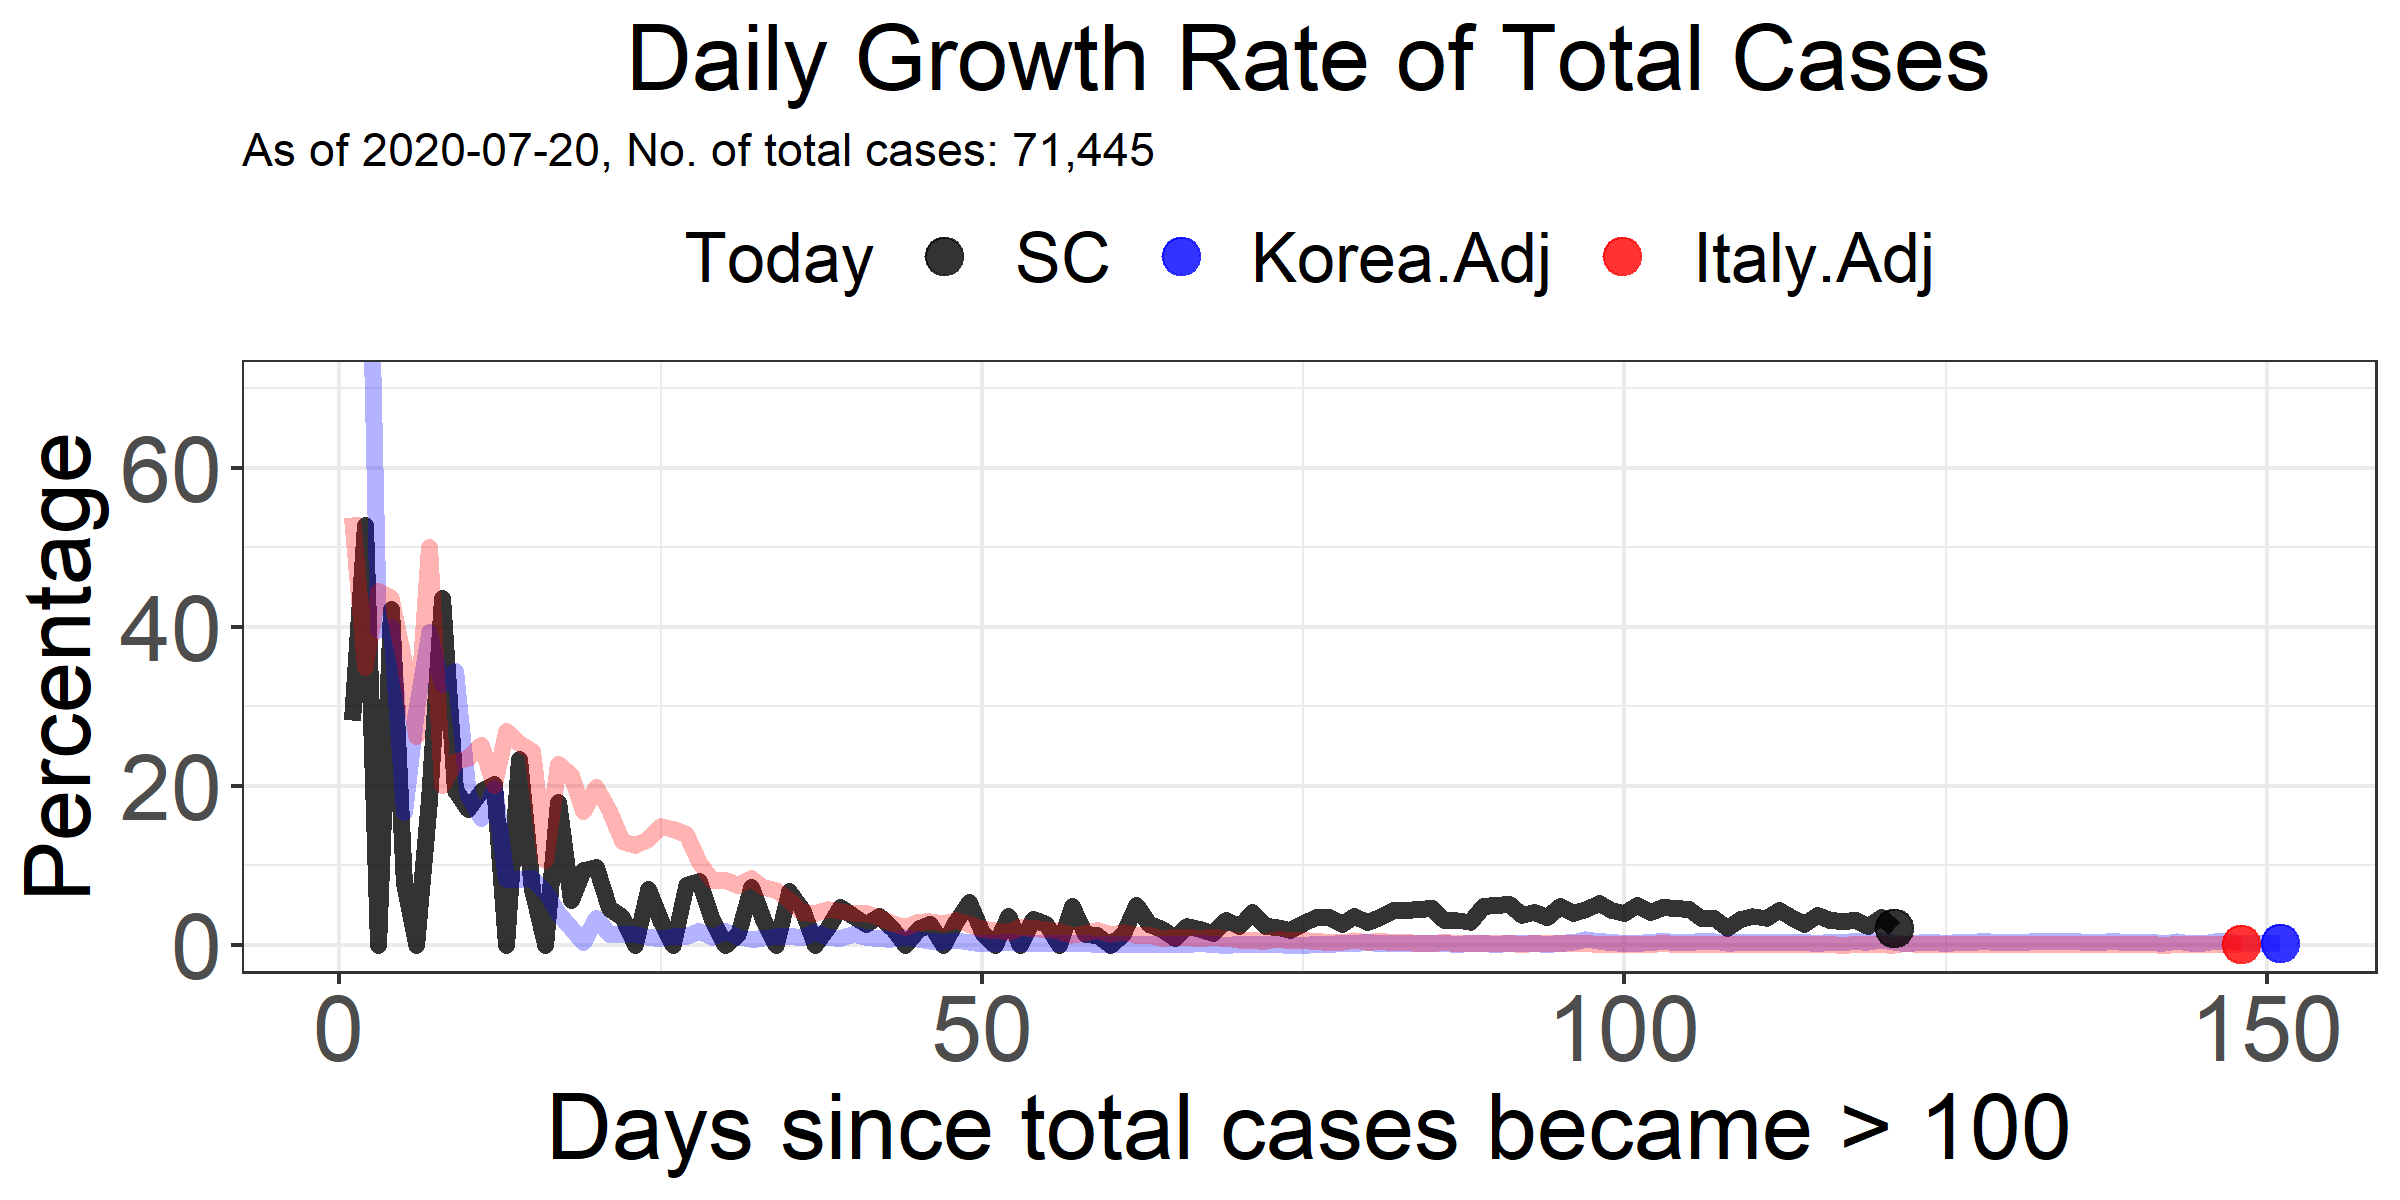 Daily Growth Rate of Total Cases
As of 2020-07-20, No. of total cases: 71,445
Today SC Korea.Adj Italy.Adj
Percentage
60
40
20
0
0 50 100 150
Days since total cases became > 100